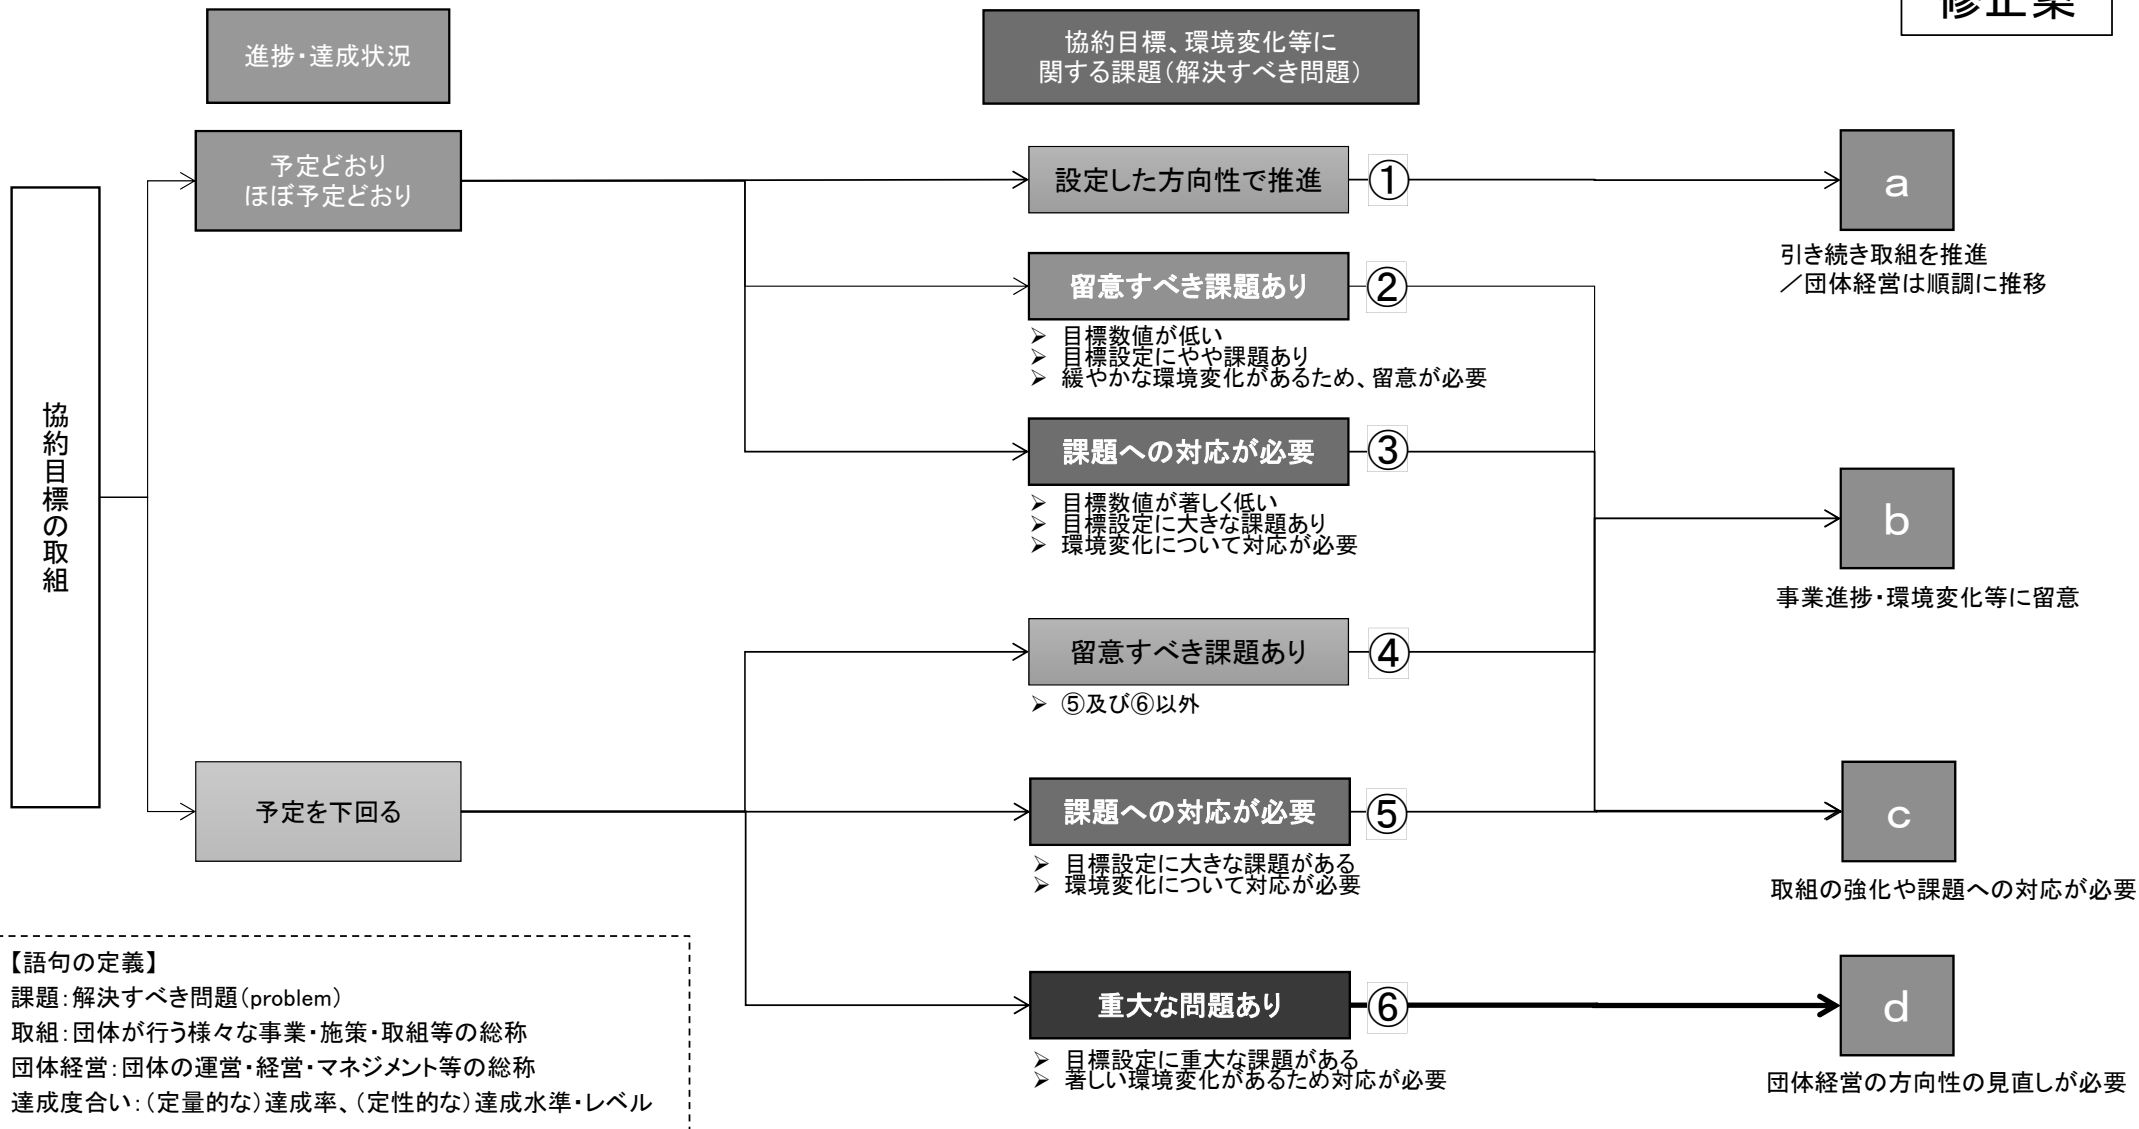 修正案
進捗・達成状況
協約目標、環境変化等に
関する課題（解決すべき問題）
協約目標の取組
予定どおり
ほぼ予定どおり
設定した方向性で推進
①
a
引き続き取組を推進
／団体経営は順調に推移
留意すべき課題あり
②
➢ 目標数値が低い
➢ 目標設定にやや課題あり
➢ 緩やかな環境変化があるため、留意が必要
課題への対応が必要
③
➢ 目標数値が著しく低い
➢ 目標設定に大きな課題あり
➢ 環境変化について対応が必要
b
事業進捗・環境変化等に留意
留意すべき課題あり
④
➢ ⑤及び⑥以外
予定を下回る
課題への対応が必要
⑤
➢ 目標設定に大きな課題がある
➢ 環境変化について対応が必要
c
取組の強化や課題への対応が必要
重大な問題あり
⑥
➢ 目標設定に重大な課題がある
➢ 著しい環境変化があるため対応が必要
d
団体経営の方向性の見直しが必要
【語句の定義】
課題：解決すべき問題（problem）
取組：団体が行う様々な事業・施策・取組等の総称
団体経営：団体の運営・経営・マネジメント等の総称
達成度合い：（定量的な）達成率、（定性的な）達成水準・レベル